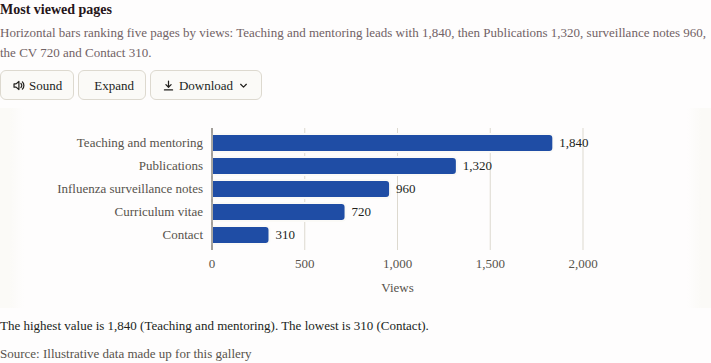 Most viewed pages
Horizontal bars ranking five pages by views: Teaching and mentoring leads with 1,840, then Publications 1,320, surveillance notes 960,
the CV 720 and Contact 310.
Sound Expand Download
Teaching and mentoring 1,840
Publications 1,320
Influenza surveillance notes 960
Curriculum vitae 720
Contact 310
0 500 1,000 1,500 2,000
Views
The highest value is 1,840 (Teaching and mentoring). The lowest is 310 (Contact).
Source: Illustrative data made up for this gallery